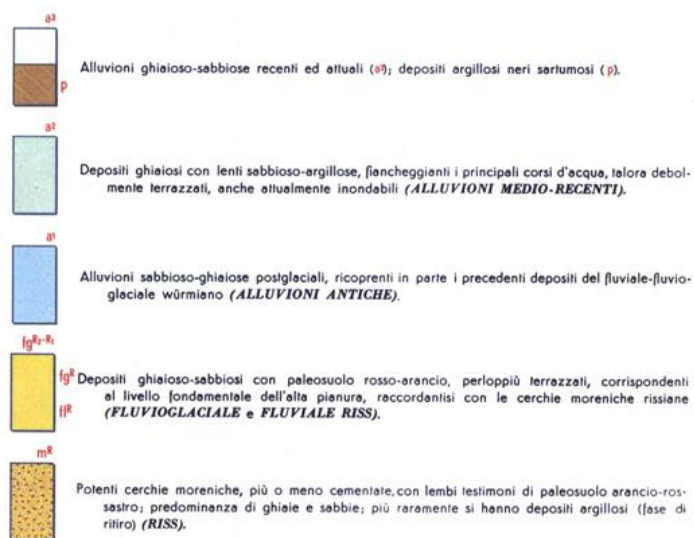 a³
Alluvioni ghiaioso-sabbiose recenti ed attuali (a³); depositi argillosi neri sartumosi (p).
p
a²
Depositi ghiaiosi con lenti sabbioso-argillose, fiancheggianti i principali corsi d'acqua, talora debol-
mente terrazzati, anche attualmente inondabili (ALLUVIONI MEDIO-RECENTI).
a¹
Alluvioni sabbioso-ghiaiose postglaciali, ricoprenti in parte i precedenti depositi del fluviale-fluvio-
glaciale würmiano (ALLUVIONI ANTICHE).
fgᴿ²⁻ᴿ¹
fgᴿ Depositi ghiaioso-sabbiosi con paleosuolo rosso-arancio, perloppiù terrazzati, corrispondenti
al livello fondamentale dell'alta pianura, raccordantisi con le cerchie moreniche rissiane
flᴿ (FLUVIOGLACIALE e FLUVIALE RISS).
mᴿ
Potenti cerchie moreniche, più o meno cementate, con lembi testimoni di paleosuolo arancio-ros-
sastro; predominanza di ghiaie e sabbie; più raramente si hanno depositi argillosi (fase di
ritiro) (RISS).